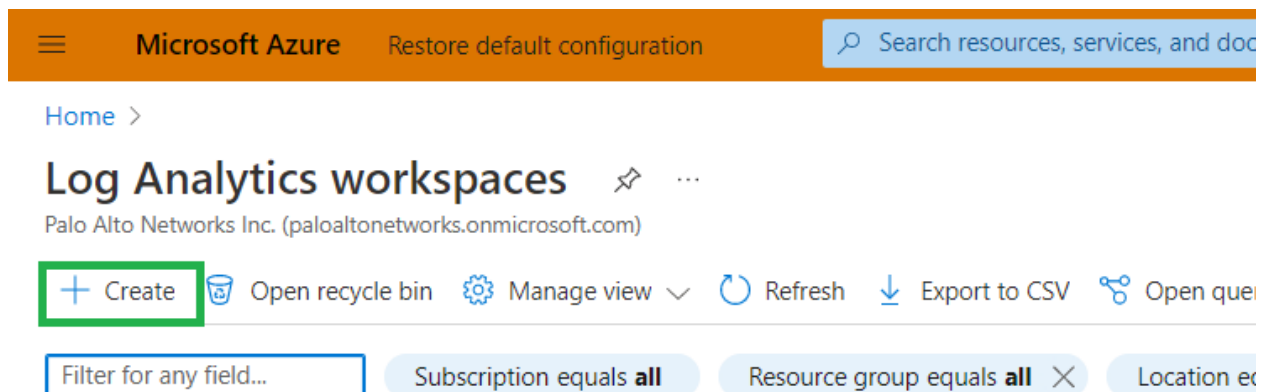 Microsoft Azure Restore default configuration Search resources, services, and doc
Home >
Log Analytics workspaces ...
Palo Alto Networks Inc. (paloaltonetworks.onmicrosoft.com)
+ Create Open recycle bin Manage view Refresh Export to CSV Open que
Filter for any field... Subscription equals all Resource group equals all Location eq